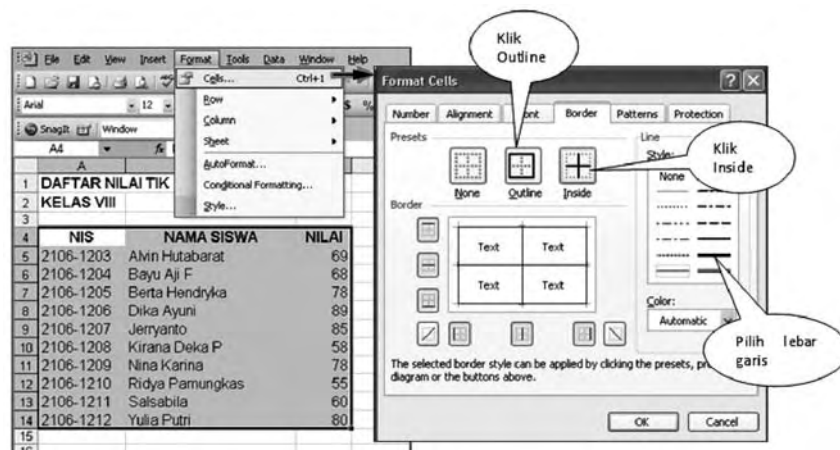 Klik
Outline
File Edit View Insert Format Tools Data Window Help
Cells... Ctrl+1
Arial 12 $ %
Row
SnagIt Window
Column
A4 fx
Sheet
AutoFormat...
Conditional Formatting...
Style...
A
1 DAFTAR NILAI TIK
2 KELAS VIII
3
4 NIS NAMA SISWA NILAI
5 2106-1203 Alvin Hutabarat 69
6 2106-1204 Bayu Aji F 68
7 2106-1205 Berta Hendryka 78
8 2106-1206 Dika Ayuni 89
9 2106-1207 Jerryanto 85
10 2106-1208 Kirana Deka P 58
11 2106-1209 Nina Karina 78
12 2106-1210 Ridya Pamungkas 55
13 2106-1211 Salsabila 60
14 2106-1212 Yulia Putri 80
15
Format Cells
Number Alignment Font Border Patterns Protection
Presets
None Outline Inside
Line
Style:
None
Klik
Inside
Border
Text Text
Text Text
Color:
Automatic
Pilih lebar
garis
The selected border style can be applied by clicking the presets,
diagram or the buttons above.
OK Cancel